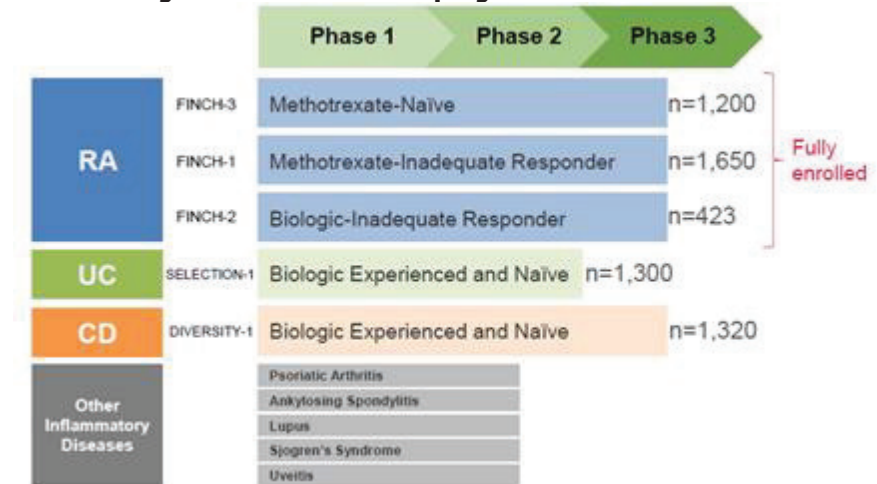 Phase 1 Phase 2 Phase 3
RA
FINCH-3 Methotrexate-Naïve n=1,200
FINCH-1 Methotrexate-Inadequate Responder n=1,650
FINCH-2 Biologic-Inadequate Responder n=423
Fully
enrolled
UC SELECTION-1 Biologic Experienced and Naïve n=1,300
CD DIVERSITY-1 Biologic Experienced and Naïve n=1,320
Other
Inflammatory
Diseases
Psoriatic Arthritis
Ankylosing Spondylitis
Lupus
Sjogren's Syndrome
Uveitis